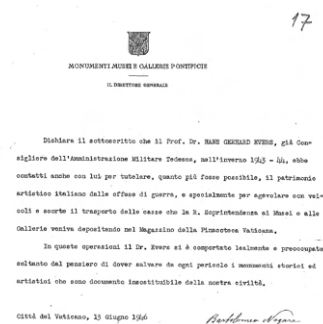 17
MONUMENTI MUSEI E GALLERIE PONTIFICIE
IL DIRETTORE GENERALE
Dichiara il sottoscritto che il Prof. Dr. HANS GERHARD EVERS, già Con-
sigliere dell'Amministrazione Militare Tedesca, nell'inverno 1943 - 44, ebbe
contatti anche con lui per tutelare, quanto più fosse possibile, il patrimonio
artistico italiano dalle offese di guerra, e specialmente per agevolare con vei-
coli e scorte il trasporto delle casse che la R. Soprintendenza ai Musei e alle
Gallerie veniva depositando nel Magazzino della Pinacoteca Vaticana.
In queste operazioni il Dr. Evers si è comportato lealmente e preoccupato
soltanto dal pensiero di dover salvare da ogni pericolo i monumenti storici ed
artistici che sono documento insostituibile della nostra civiltà.
Città del Vaticano, 13 Giugno 1946
Bartolomeo Nogara